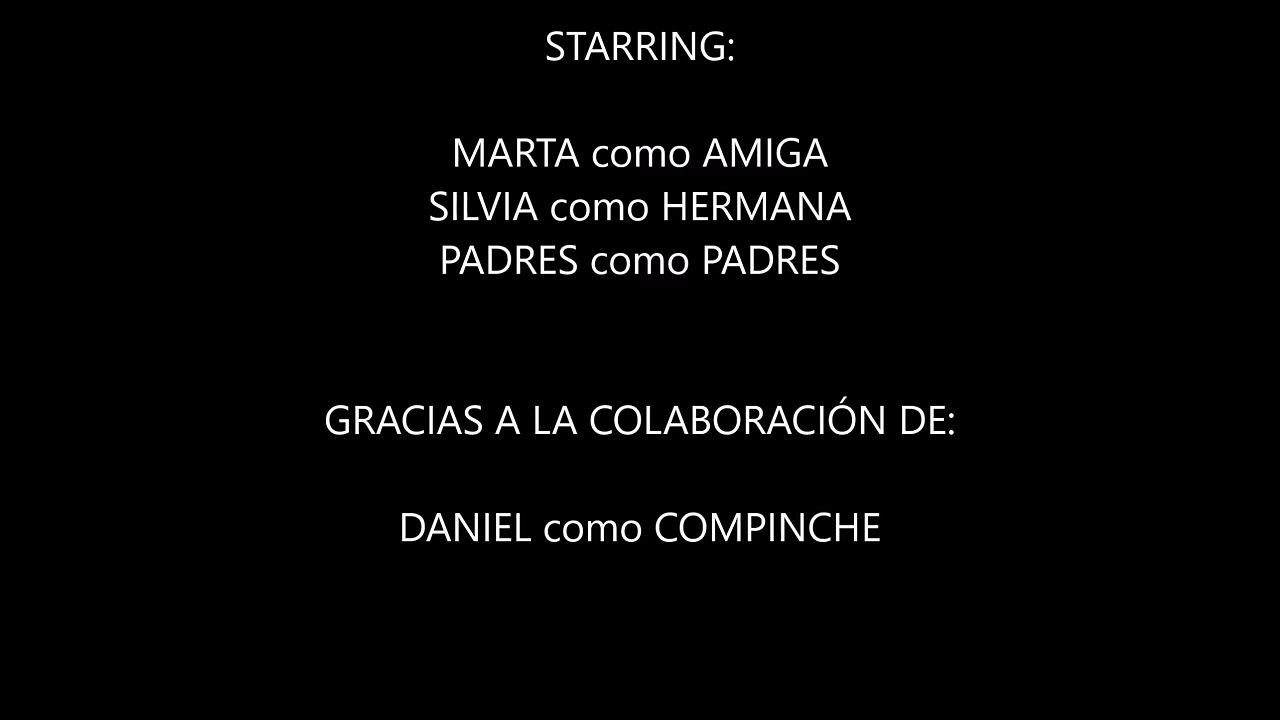 STARRING:
MARTA como AMIGA
SILVIA como HERMANA
PADRES como PADRES
GRACIAS A LA COLABORACIÓN DE:
DANIEL como COMPINCHE